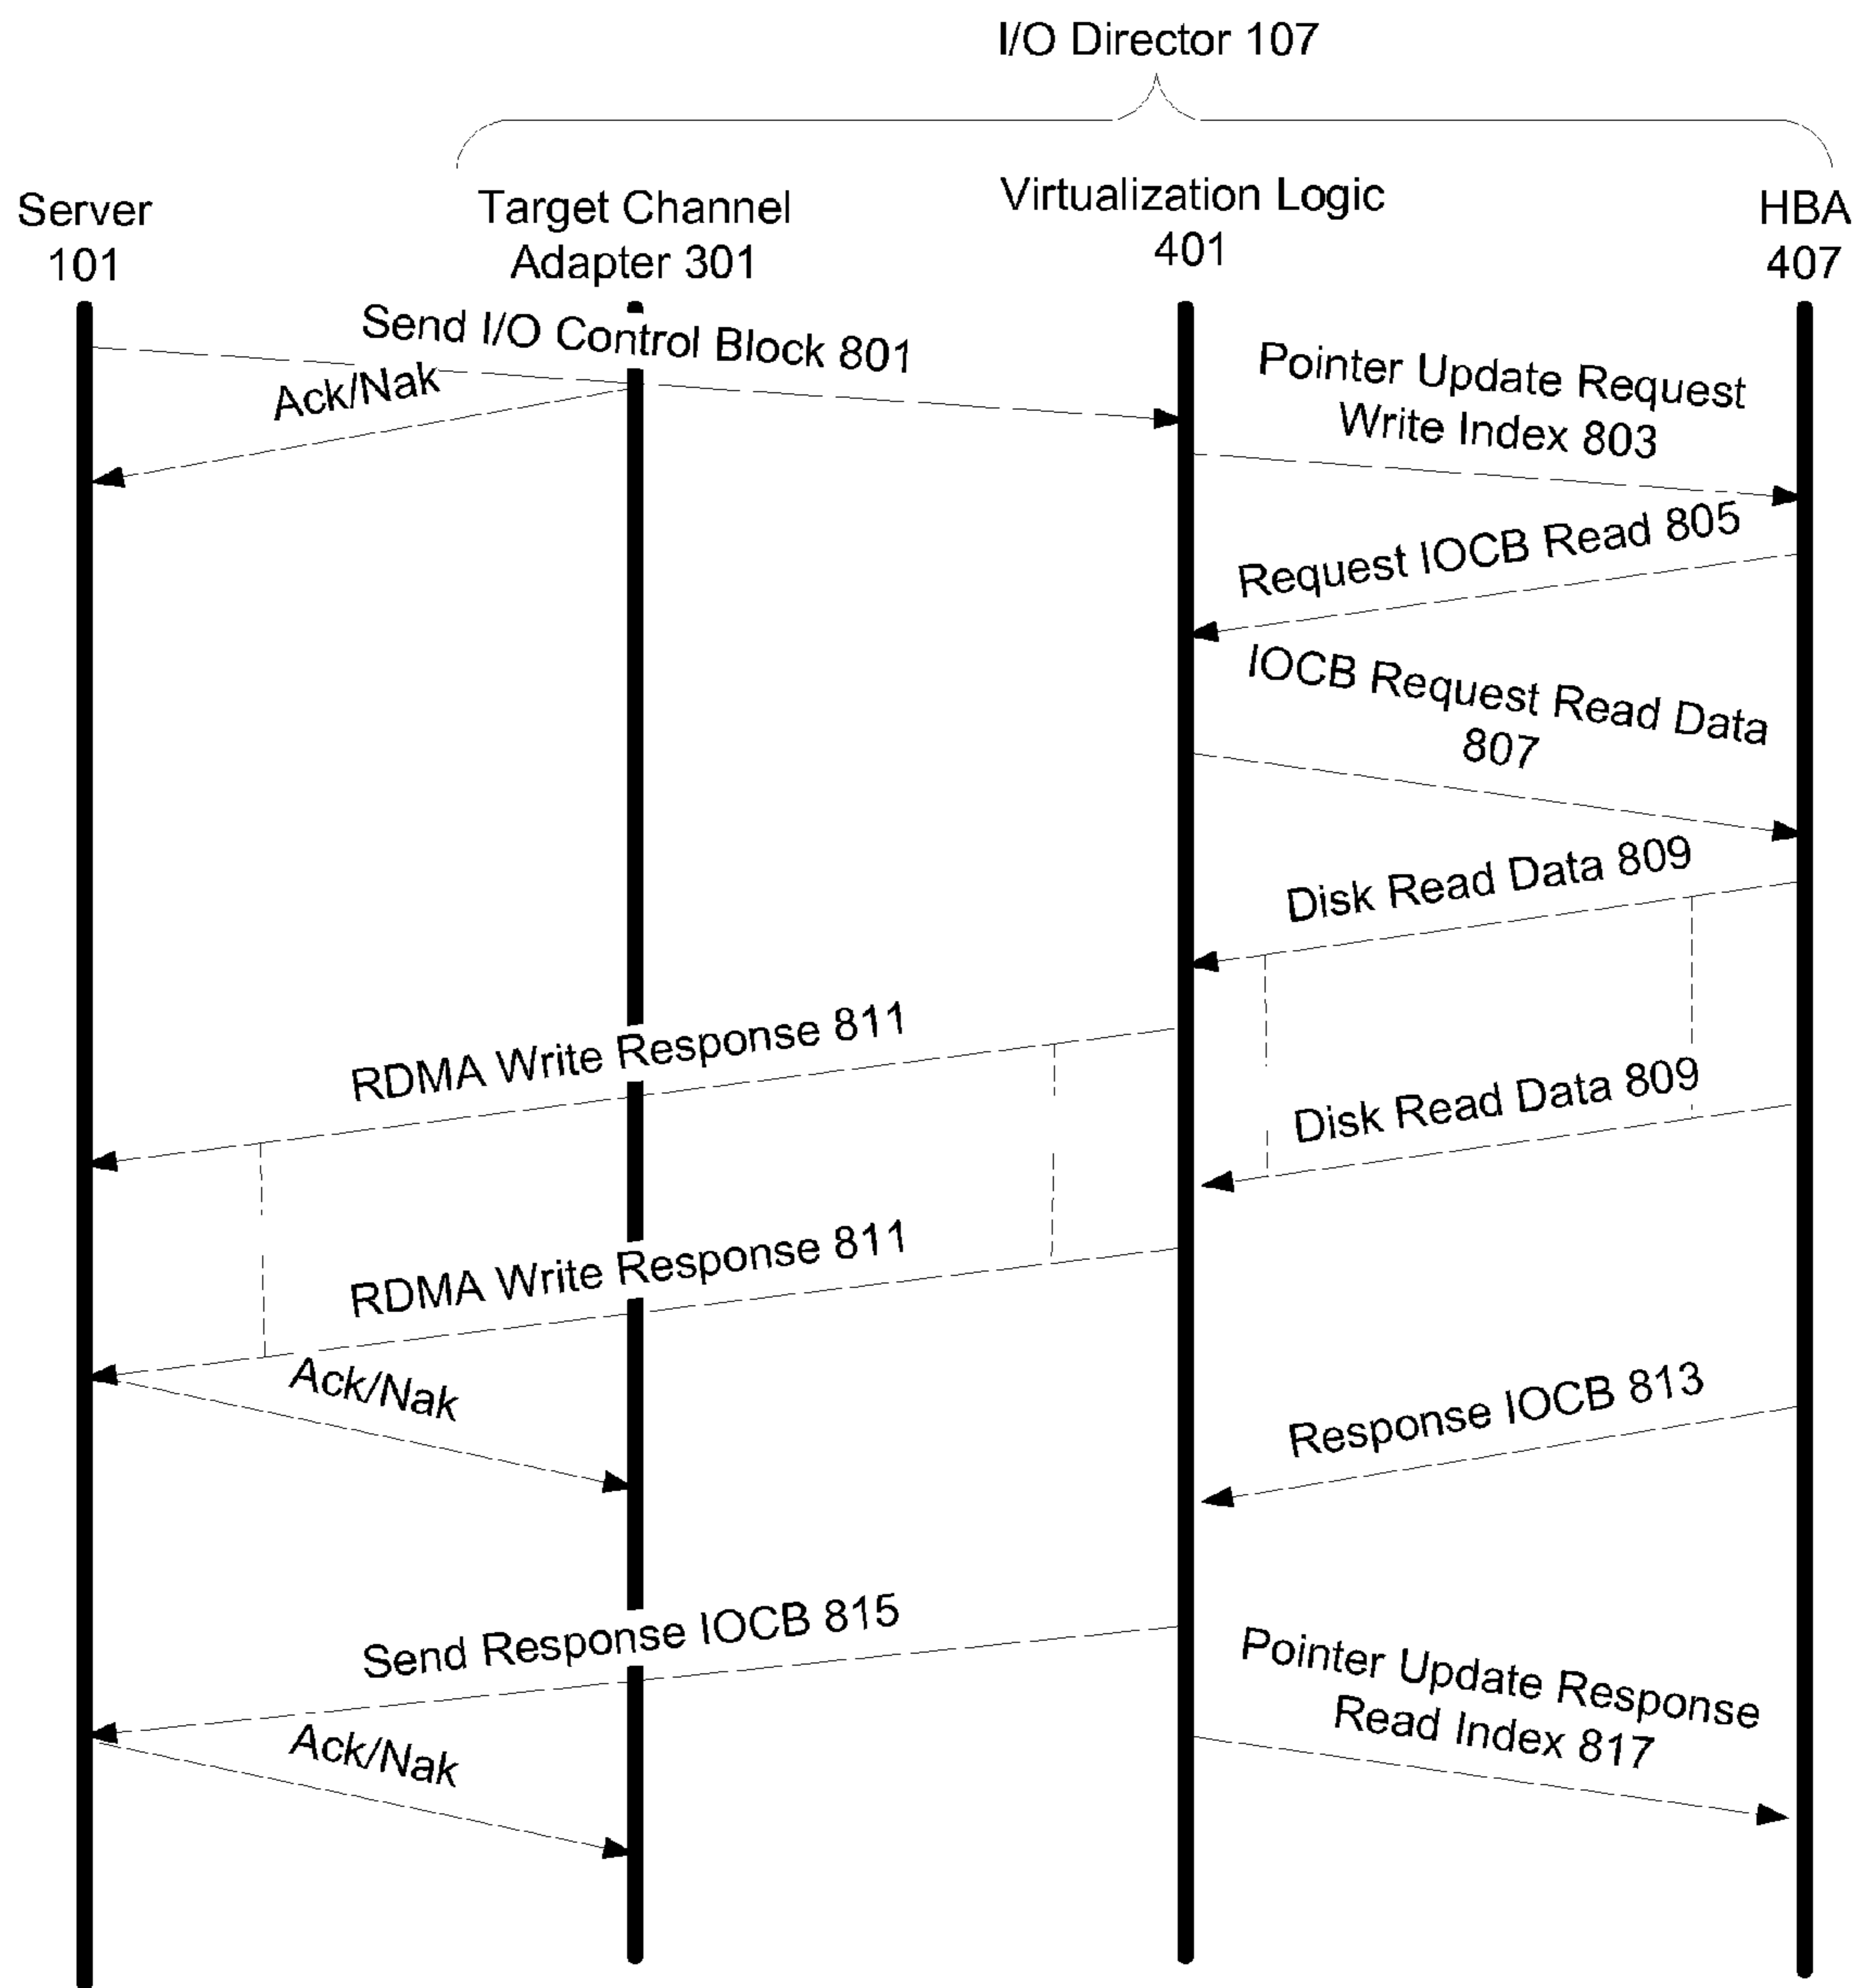 I/O Director 107
Server
101
Target Channel
Adapter 301
Virtualization Logic
401
HBA
407
Send I/O Control Block 801
Ack/Nak
Pointer Update Request
Write Index 803
Request IOCB Read 805
IOCB Request Read Data
807
Disk Read Data 809
RDMA Write Response 811
Disk Read Data 809
RDMA Write Response 811
Ack/Nak
Response IOCB 813
Send Response IOCB 815
Pointer Update Response
Read Index 817
Ack/Nak